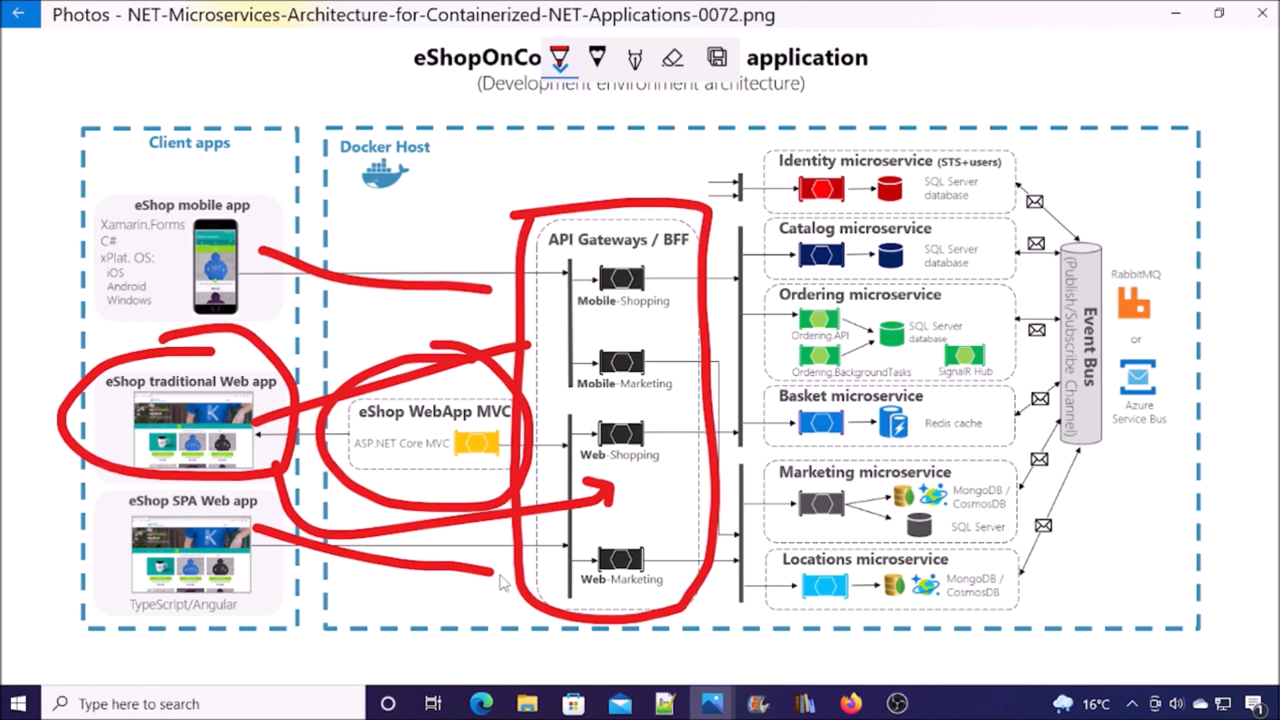 Photos - NET-Microservices-Architecture-for-Containerized-NET-Applications-0072.png
eShopOnCo application
(Development environment architecture)
Client apps
eShop mobile app
Xamarin.Forms
C#
xPlat. OS:
iOS
Android
Windows
eShop traditional Web app
eShop SPA Web app
TypeScript/Angular
Docker Host
eShop WebApp MVC
ASP.NET Core MVC
API Gateways / BFF
Mobile-Shopping
Mobile-Marketing
Web-Shopping
Web-Marketing
Identity microservice (STS+users)
SQL Server
database
Catalog microservice
SQL Server
database
Ordering microservice
Ordering.API
SQL Server
database
Ordering.BackgroundTasks
SignalR Hub
Basket microservice
Redis cache
Marketing microservice
MongoDB /
CosmosDB
SQL Server
Locations microservice
MongoDB /
CosmosDB
Event Bus
(Publish/Subscribe Channel)
RabbitMQ
or
Azure
Service Bus
Type here to search
16°C
1